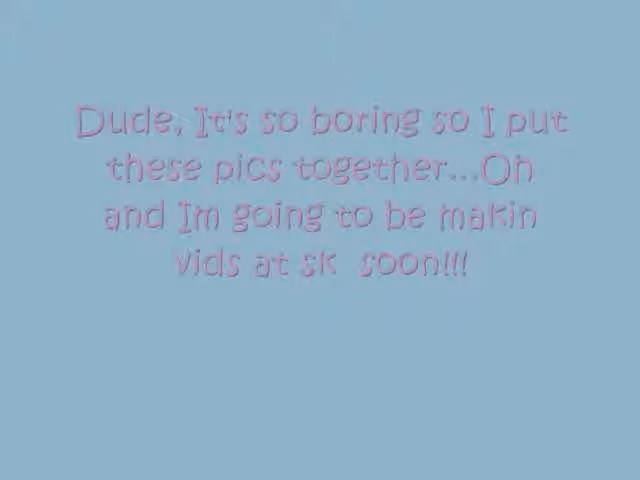 Dude, It's so boring so I put
these pics together...Oh
and Im going to be makin
vids at sk soon!!!